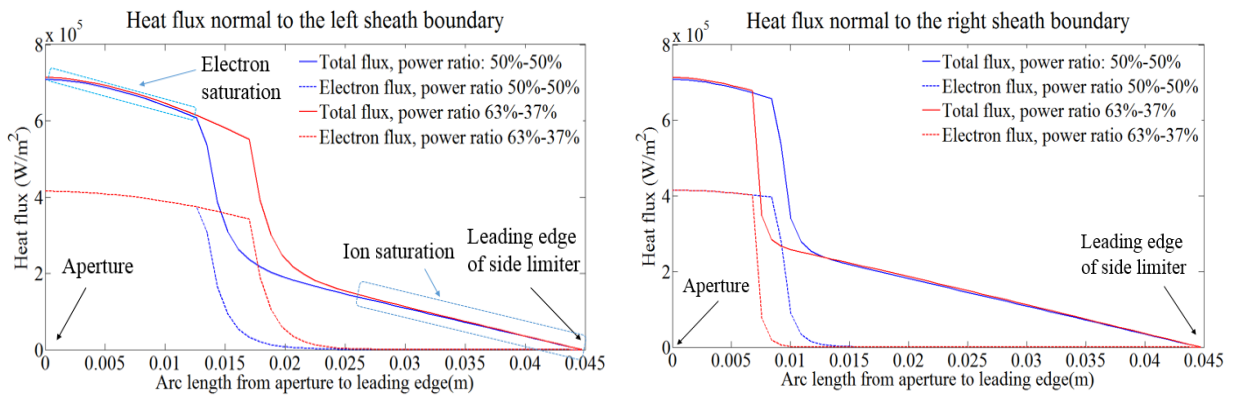 Heat flux normal to the left sheath boundary
8 x 10^5
6
4
2
0
Heat flux (W/m^2)
Electron
saturation
Total flux, power ratio: 50%-50%
Electron flux, power ratio 50%-50%
Total flux, power ratio 63%-37%
Electron flux, power ratio 63%-37%
Aperture
Ion saturation
Leading edge
of side limiter
0 0.005 0.01 0.015 0.02 0.025 0.03 0.035 0.04 0.045
Arc length from aperture to leading edge(m)
Heat flux normal to the right sheath boundary
8 x 10^5
6
4
2
0
Heat flux (W/m^2)
Total flux, power ratio 50%-50%
Electron flux, power ratio 50%-50%
Total flux, power ratio 63%-37%
Electron flux, power ratio 63%-37%
Aperture
Leading edge
of side limiter
0 0.005 0.01 0.015 0.02 0.025 0.03 0.035 0.04 0.045
Arc length from aperture to leading edge(m)